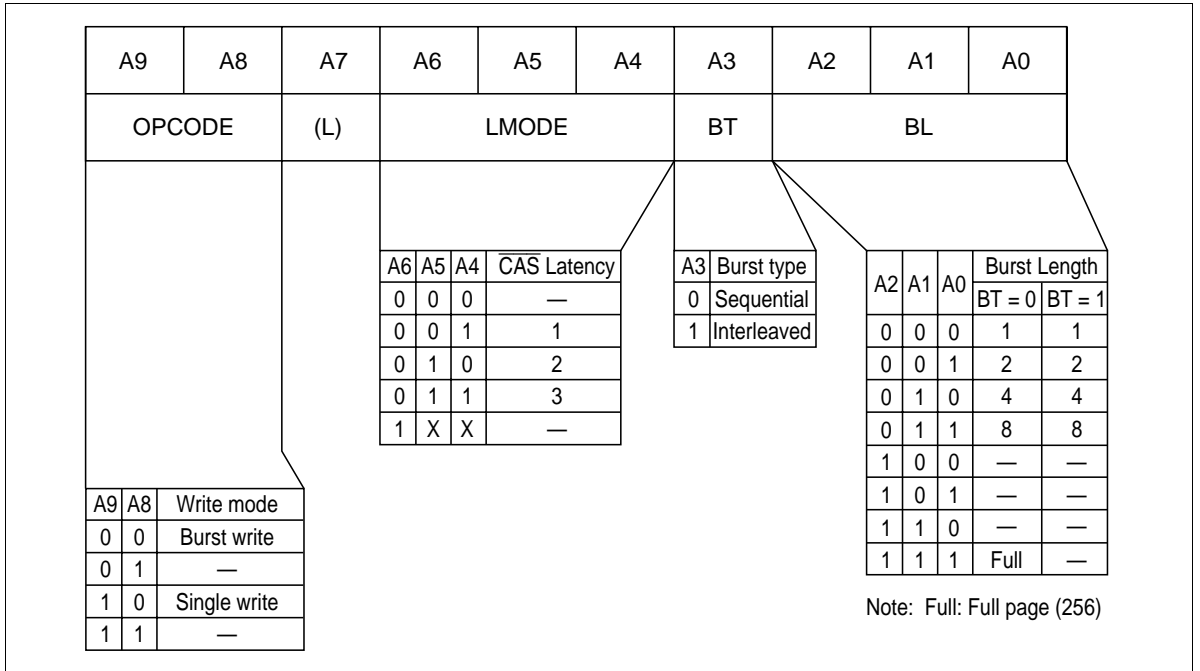 A9 A8 A7 A6 A5 A4 A3 A2 A1 A0
OPCODE (L) LMODE BT BL
A6 A5 A4 CAS Latency
0 0 0 —
0 0 1 1
0 1 0 2
0 1 1 3
1 X X —
A3 Burst type
0 Sequential
1 Interleaved
A2 A1 A0 Burst Length
BT = 0 BT = 1
0 0 0 1 1
0 0 1 2 2
0 1 0 4 4
0 1 1 8 8
1 0 0 — —
1 0 1 — —
1 1 0 — —
1 1 1 Full —
Note: Full: Full page (256)
A9 A8 Write mode
0 0 Burst write
0 1 —
1 0 Single write
1 1 —